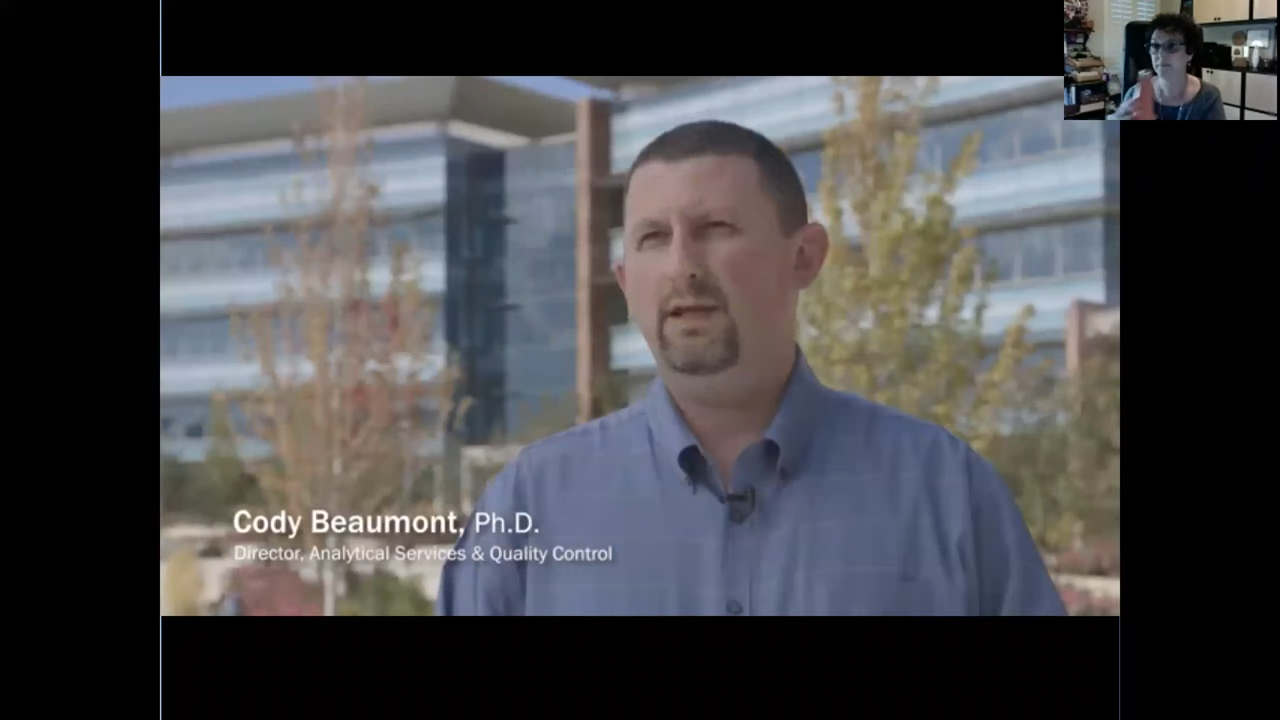 Cody Beaumont, Ph.D.
Director, Analytical Services & Quality Control